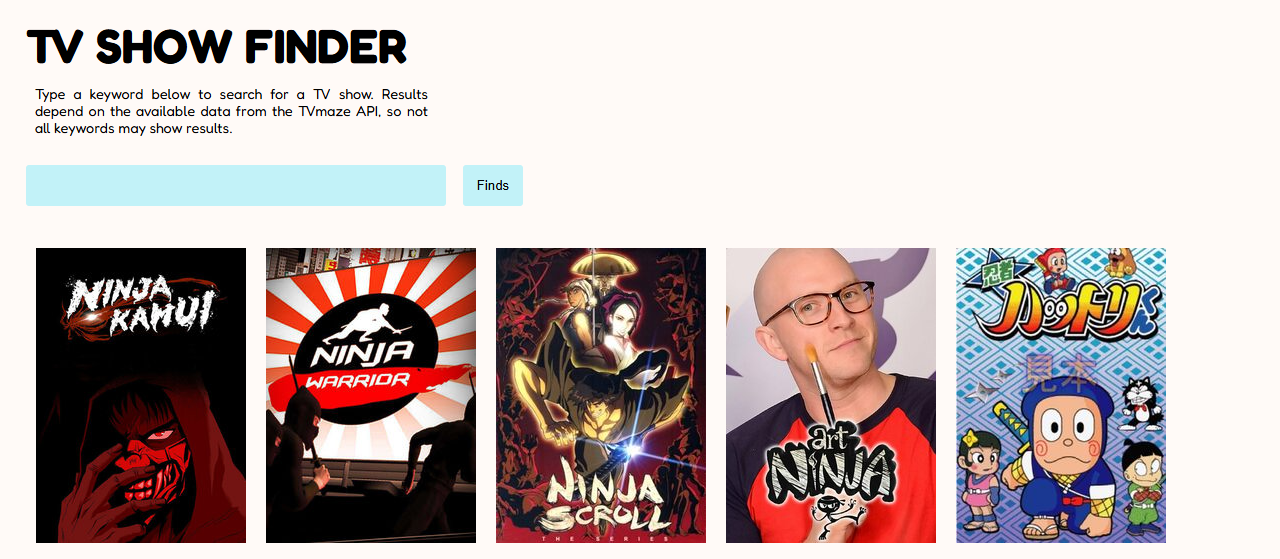 TV SHOW FINDER
Type a keyword below to search for a TV show. Results
depend on the available data from the TVmaze API, so not
all keywords may show results.
Finds
NINJA
KAMUI
NINJA
WARRIOR
NINJA
SCROLL
THE SERIES
art
NINJA
忍者
ハットリくん
見本